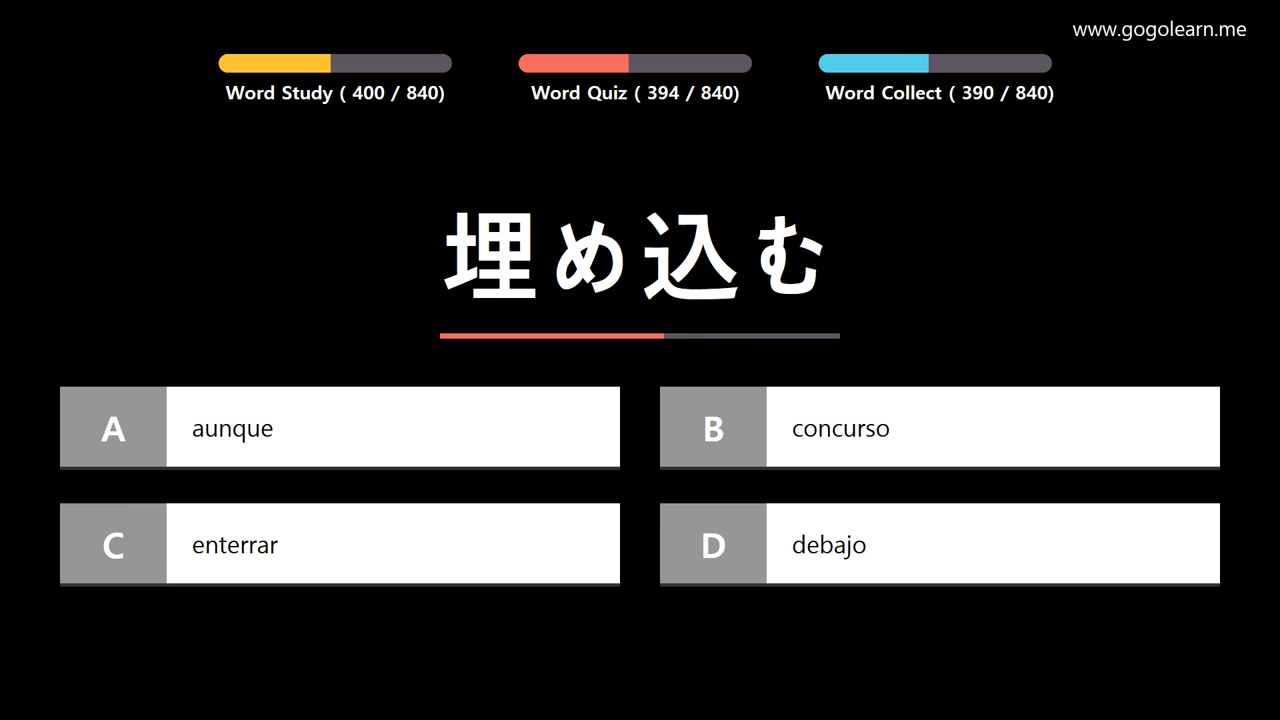 www.gogolearn.me
Word Study ( 400 / 840)
Word Quiz ( 394 / 840)
Word Collect ( 390 / 840)
埋め込む
A aunque
B concurso
C enterrar
D debajo